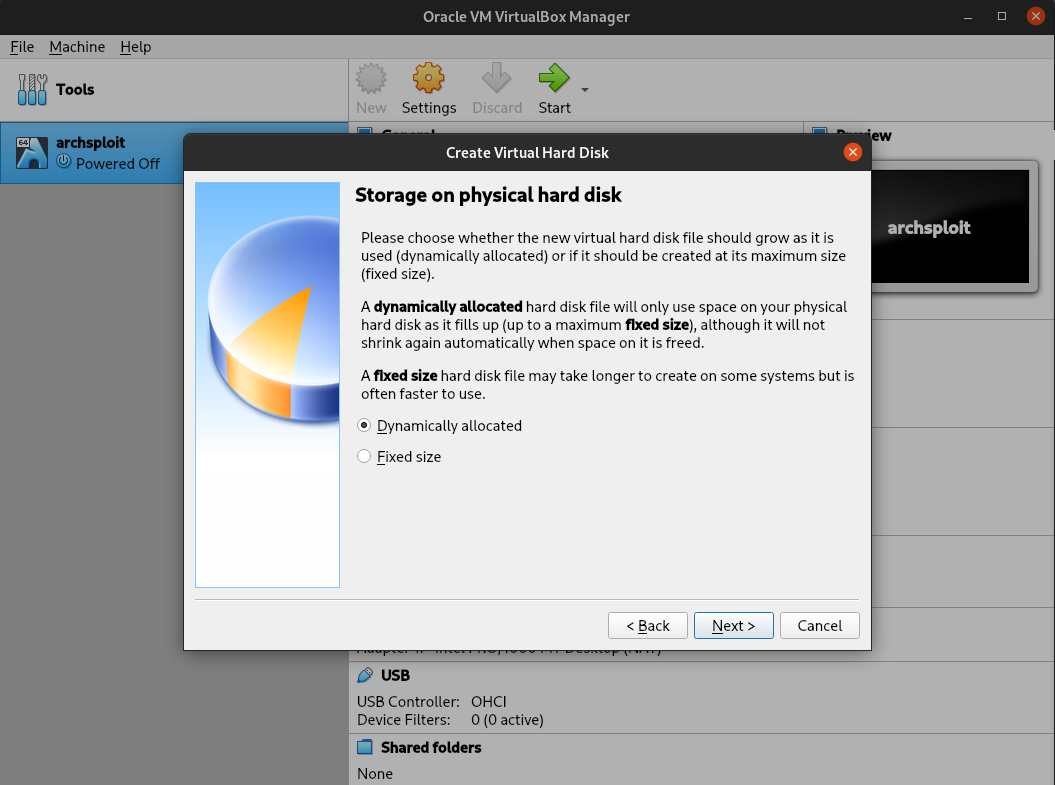 Oracle VM VirtualBox Manager
File Machine Help
Tools
New Settings Discard Start
64
archsploit
Powered Off
General
Preview
archsploit
Create Virtual Hard Disk
Storage on physical hard disk
Please choose whether the new virtual hard disk file should grow as it is
used (dynamically allocated) or if it should be created at its maximum size
(fixed size).
A dynamically allocated hard disk file will only use space on your physical
hard disk as it fills up (up to a maximum fixed size), although it will not
shrink again automatically when space on it is freed.
A fixed size hard disk file may take longer to create on some systems but is
often faster to use.
Dynamically allocated
Fixed size
< Back Next > Cancel
Adapter 1: Intel PRO/1000 MT Desktop (NAT)
USB
USB Controller: OHCI
Device Filters: 0 (0 active)
Shared folders
None